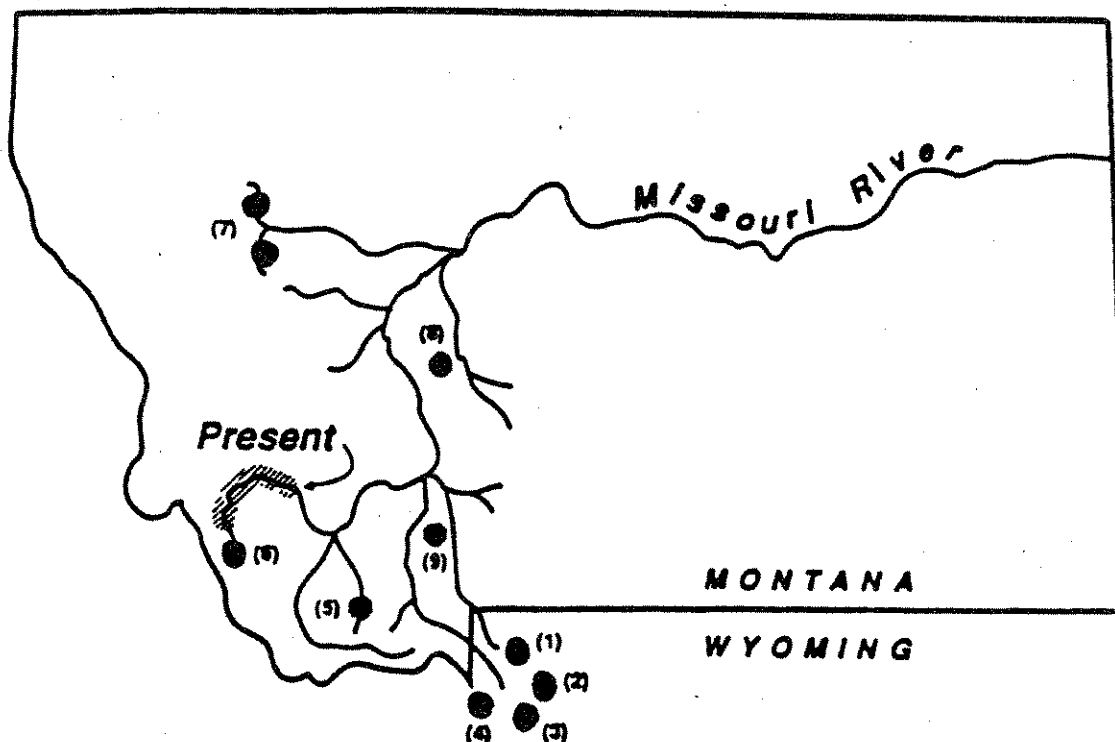 Missouri River
(7)
(8)
Present
(6)
(9)
(5)
MONTANA
WYOMING
(1)
(2)
(3)
(4)